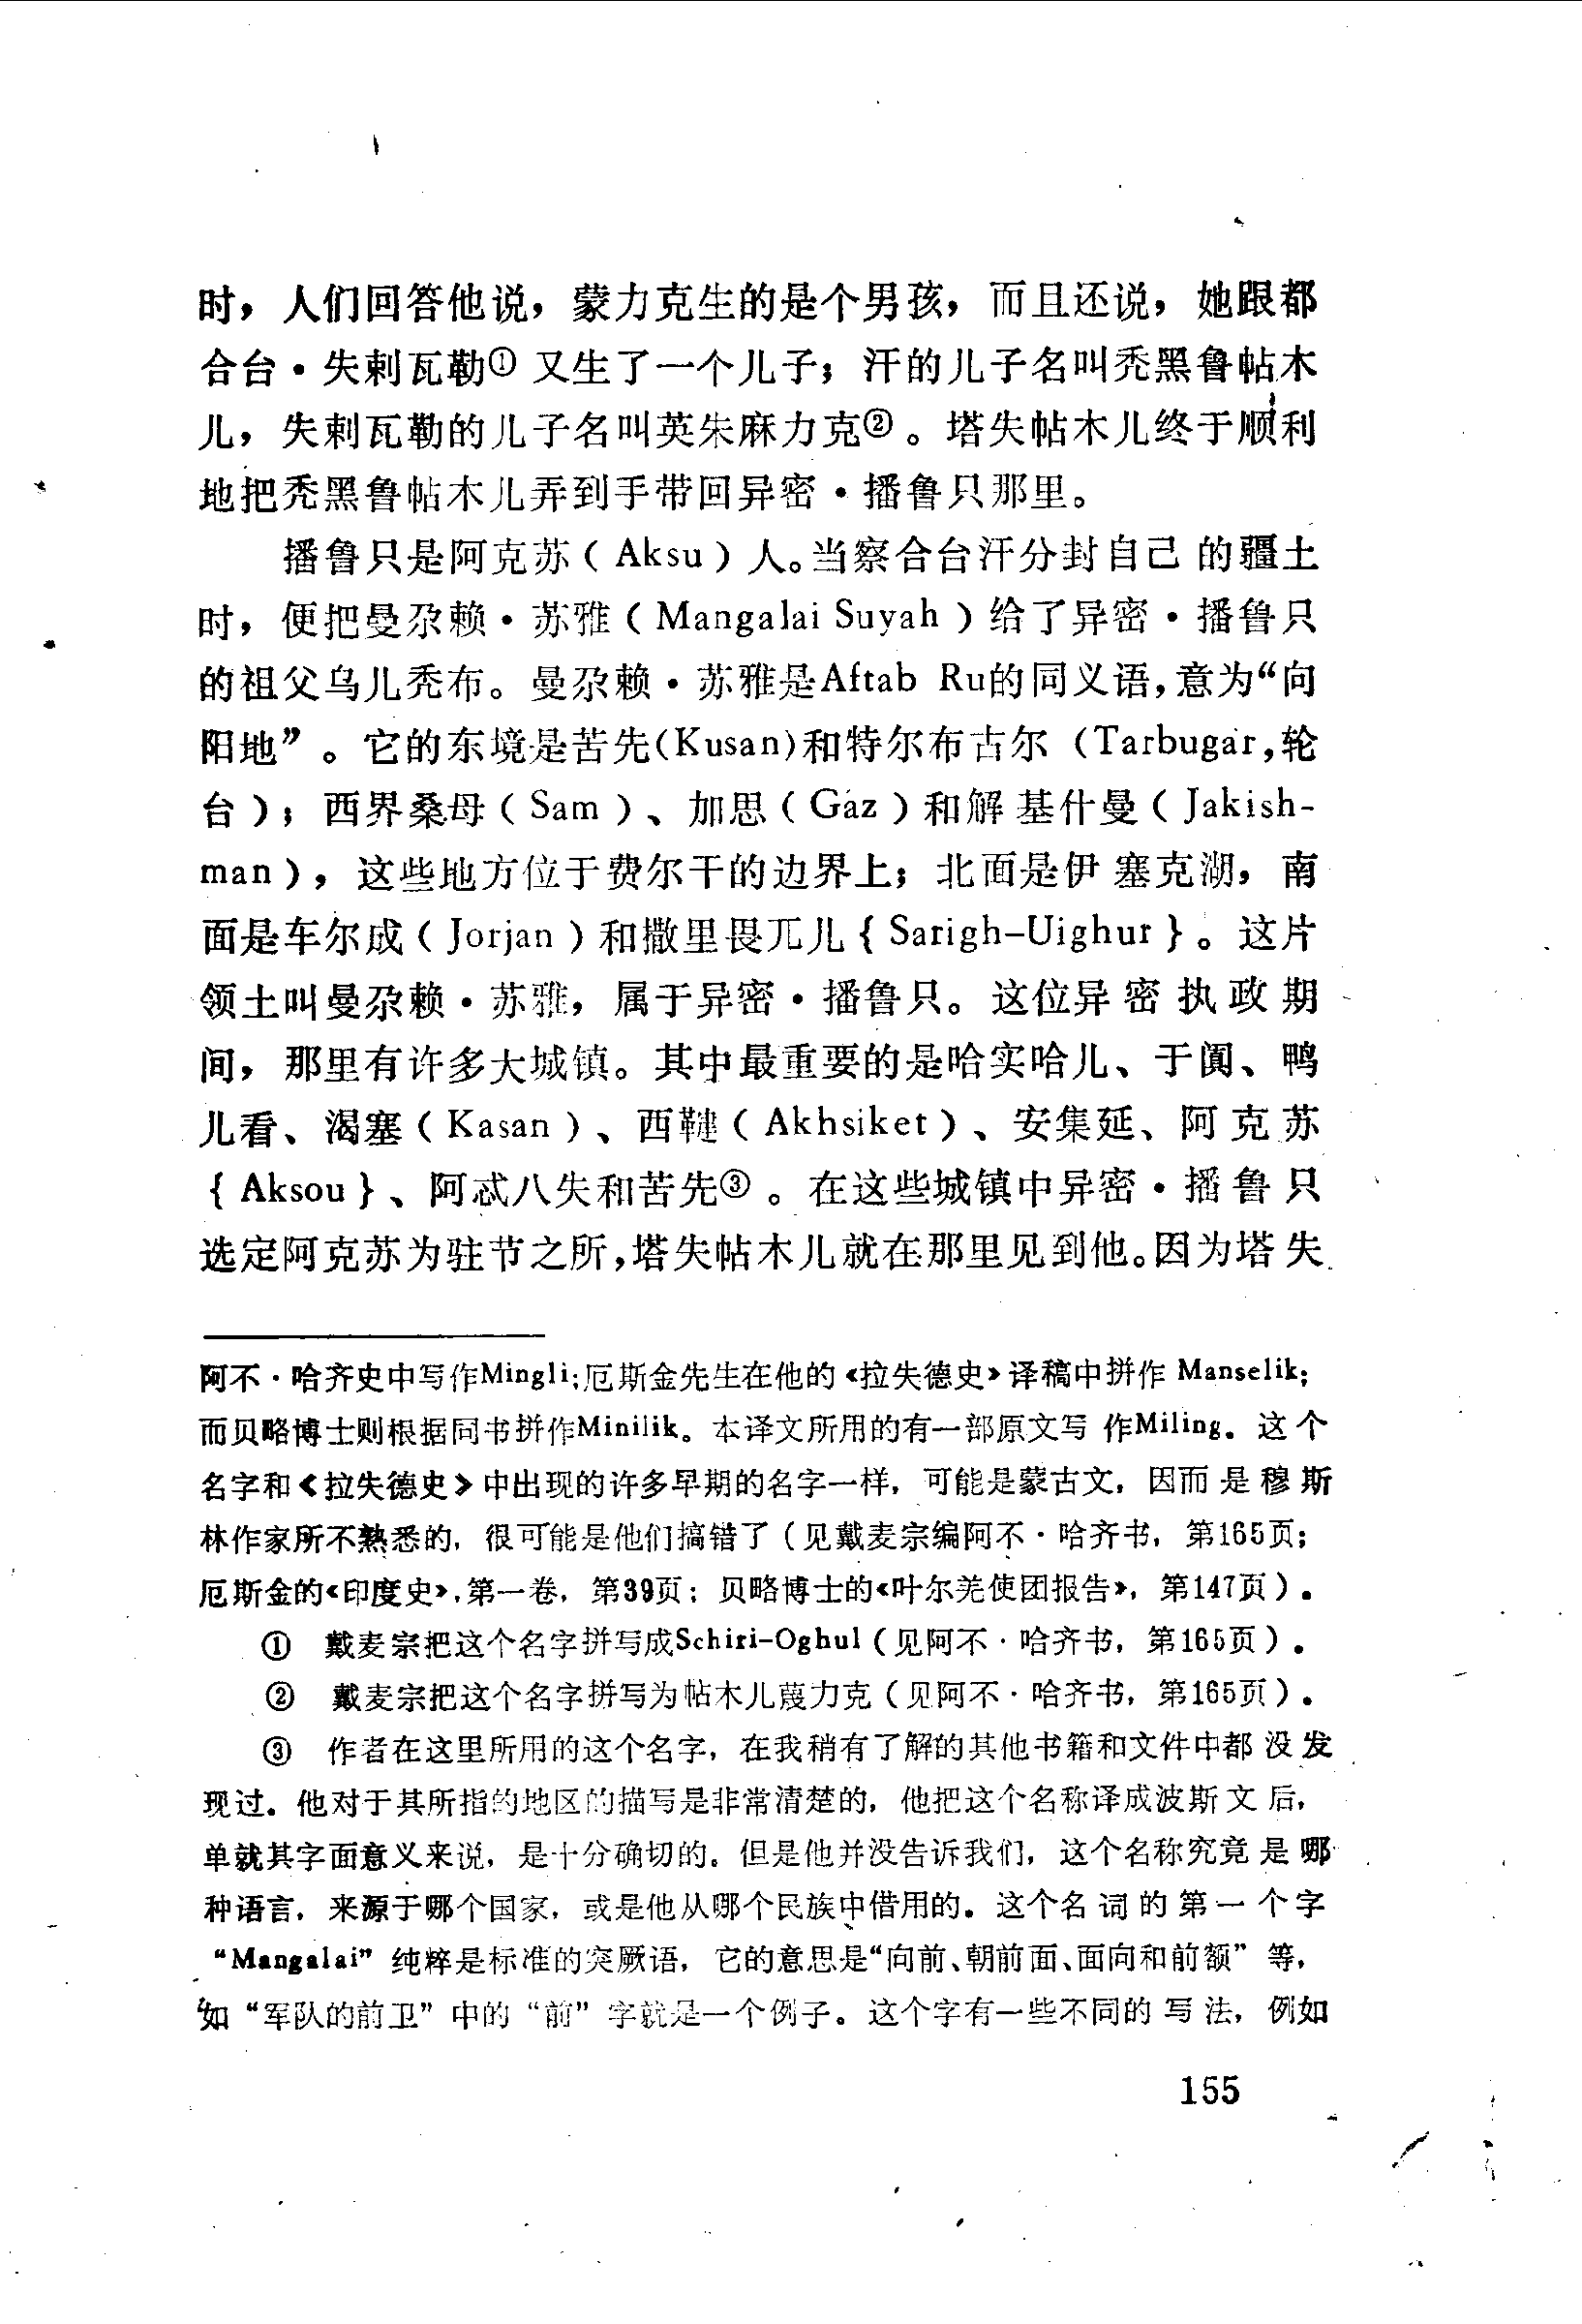 时，人们回答他说，蒙力克生的是个男孩，而且还说，她跟都
合台·失剌瓦勒① 又生了一个儿子；汗的儿子名叫秃黑鲁帖木
儿，失剌瓦勒的儿子名叫英朱麻力克②。塔失帖木儿终于顺利
地把秃黑鲁帖木儿弄到手带回异密·播鲁只那里。
播鲁只是阿克苏（Aksu）人。当察合台汗分封自己的疆土
时，便把曼尕赖·苏雅（Mangalai Suyah）给了异密·播鲁只
的祖父乌儿秃布。曼尕赖·苏雅是Aftab Ru的同义语，意为“向
阳地”。它的东境是苦先(Kusan)和特尔布古尔（Tarbugar,轮
台）；西界桑母（Sam）、加思（Gaz）和解基什曼（Jakish-
man），这些地方位于费尔干的边界上；北面是伊塞克湖，南
面是车尔成（Jorjan）和撒里畏兀儿{Sarigh-Uighur}。这片
领土叫曼尕赖·苏雅，属于异密·播鲁只。这位异密执政期
间，那里有许多大城镇。其中最重要的是哈实哈儿、于阗、鸭
儿看、渴塞（Kasan）、西鞬（Akhsiket）、安集延、阿克苏
{Aksou}、阿忒八失和苦先③。在这些城镇中异密·播鲁只
选定阿克苏为驻节之所，塔失帖木儿就在那里见到他。因为塔失
阿不·哈齐史中写作Mingli;厄斯金先生在他的《拉失德史》译稿中拼作 Manselik;
而贝略博士则根据同书拼作Minilik。本译文所用的有一部原文写作Miling。这个
名字和《拉失德史》中出现的许多早期的名字一样，可能是蒙古文，因而是穆斯
林作家所不熟悉的，很可能是他们搞错了（见戴麦宗编阿不·哈齐书，第165页；
厄斯金的《印度史》，第一卷，第39页；贝略博士的《叶尔羌使团报告》，第147页）。
① 戴麦宗把这个名字拼写成Schiri-Oghul（见阿不·哈齐书，第165页）。
② 戴麦宗把这个名字拼写为帖木儿蔑力克（见阿不·哈齐书，第165页）。
③ 作者在这里所用的这个名字，在我稍有了解的其他书籍和文件中都没发
现过。他对于其所指的地区的描写是非常清楚的，他把这个名称译成波斯文后，
单就其字面意义来说，是十分确切的。但是他并没告诉我们，这个名称究竟是哪
种语言，来源于哪个国家，或是他从哪个民族中借用的。这个名词的第一个字
“Mangalai”纯粹是标准的突厥语，它的意思是“向前、朝前面、面向和前额”等，
如“军队的前卫”中的“前”字就是一个例子。这个字有一些不同的写法，例如
155